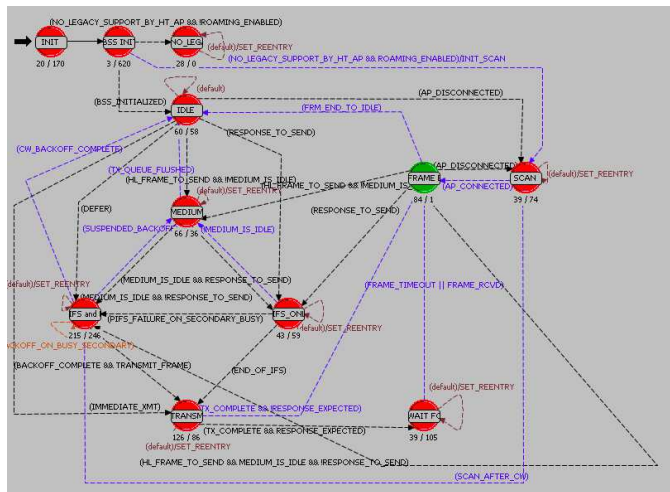 (NO_LEGACY_SUPPORT_BY_HT_AP && !ROAMING_ENABLED)
INIT
BSS INI
NO_LEG
(default)/SET_REENTRY
20 / 170
3 / 620
28 / 0
(NO_LEGACY_SUPPORT_BY_HT_AP && ROAMING_ENABLED)/INIT_SCAN
(default)
(BSS_INITIALIZED)
IDLE
(AP_DISCONNECTED)
(FRM_END_TO_IDLE)
60 / 58
(RESPONSE_TO_SEND)
(CW_BACKOFF_COMPLETE)
(TX_QUEUE_FLUSHED)
(HL_FRAME_TO_SEND && !MEDIUM_IS_IDLE)
(HL_FRAME_TO_SEND && !MEDIUM_IS_
FRAME E
(AP_DISCONNECTED)
SCAN
(default)/SET_REENTRY
(AP_CONNECTED)
84 / 1
39 / 74
(default)/SET_REENTRY
MEDIUM
(DEFER)
(RESPONSE_TO_SEND)
(SUSPENDED_BACKOFF)
66 / 36
(MEDIUM_IS_IDLE)
(MEDIUM_IS_IDLE && RESPONSE_TO_SEND)
(default)/SET_REENTRY
(MEDIUM_IS_IDLE && !RESPONSE_TO_SEND)
(FRAME_TIMEOUT || FRAME_RCVD)
IFS and
(PIFS_FAILURE_ON_SECONDARY_BUSY)
IFS_ONL
(default)/SET_REENTRY
215 / 246
43 / 59
ACKOFF_ON_BUSY_SECONDARY)
(BACKOFF_COMPLETE && TRANSMIT_FRAME)
(END_OF_IFS)
(default)/SET_REENTRY
(IMMEDIATE_XMT)
TRANSM
(TX_COMPLETE && !RESPONSE_EXPECTED)
WAIT FO
126 / 86
(TX_COMPLETE && RESPONSE_EXPECTED)
39 / 105
(default)/SET_REENTRY
(HL_FRAME_TO_SEND && MEDIUM_IS_IDLE && !RESPONSE_TO_SEND)
(SCAN_AFTER_CW)